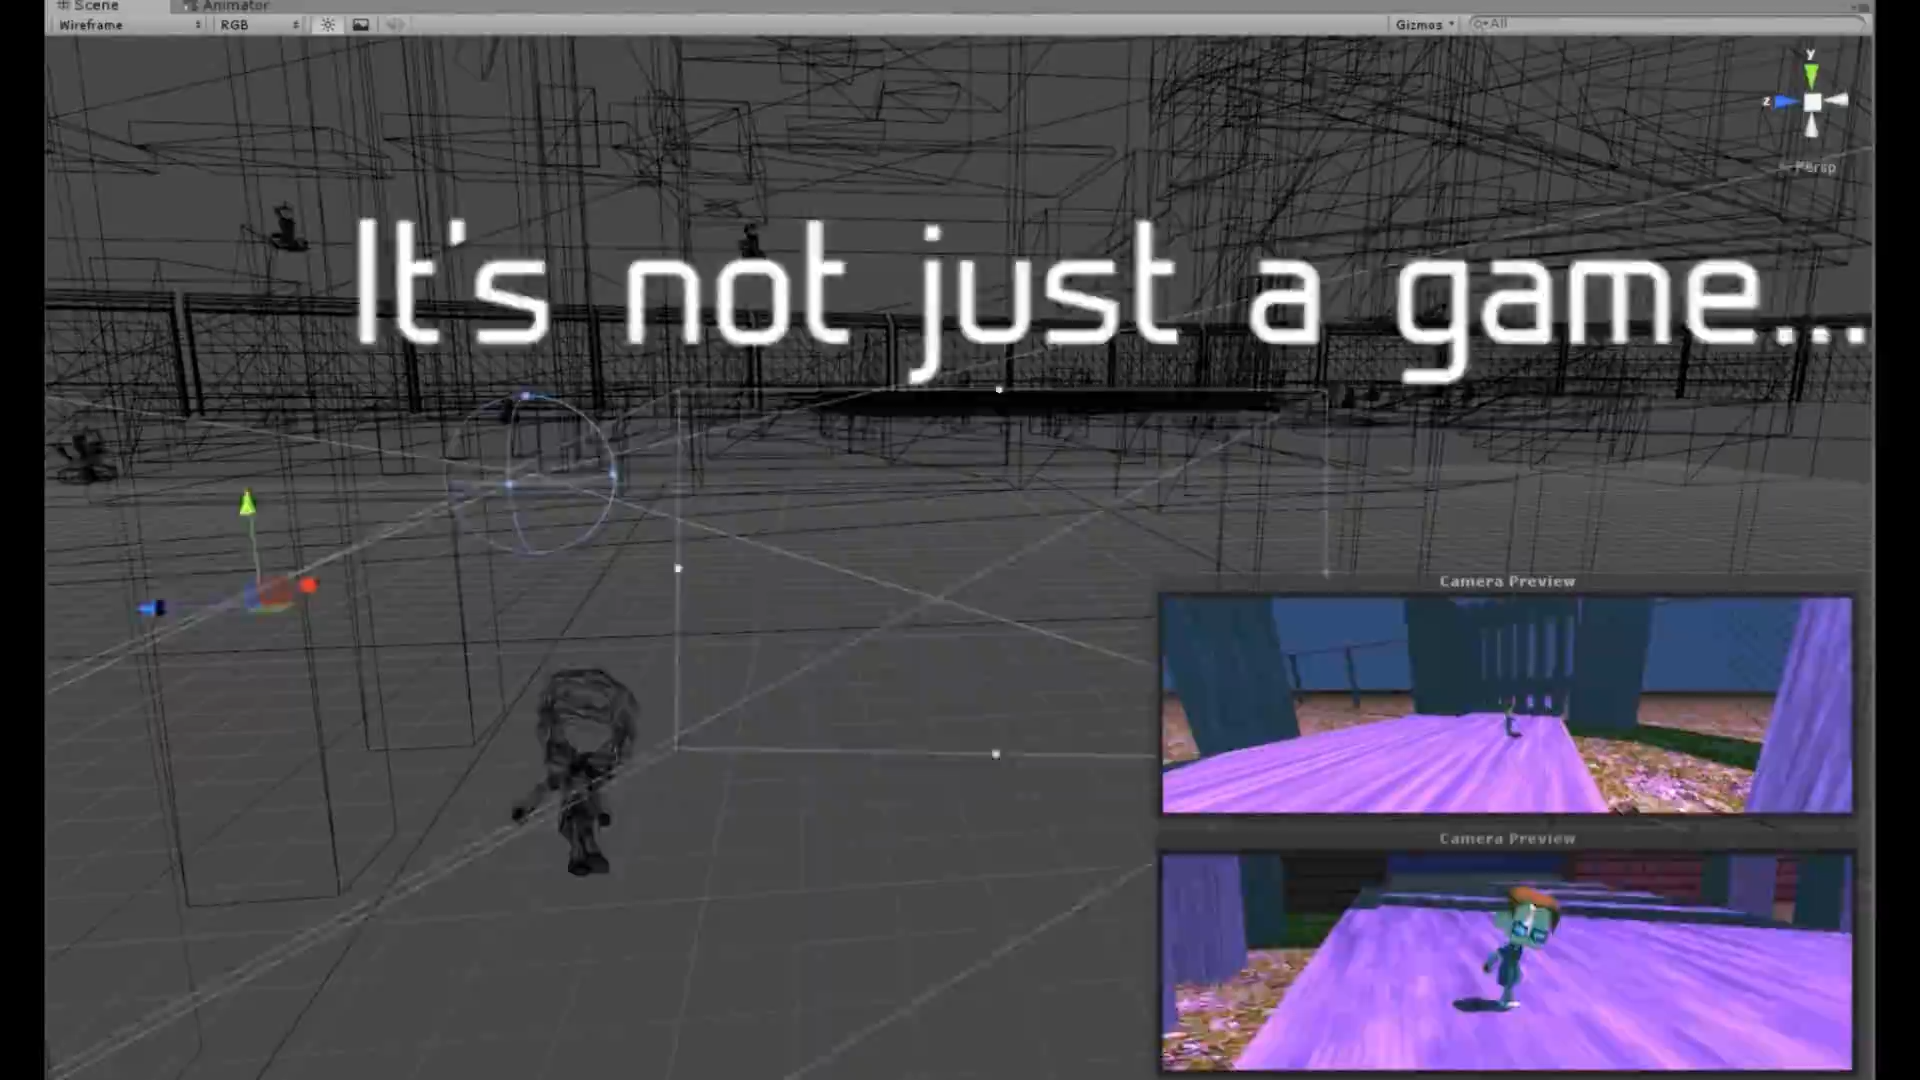 Scene
Animator
Wireframe
RGB
Gizmos
All
y
z
Persp
It's not just a game...
Camera Preview
Camera Preview